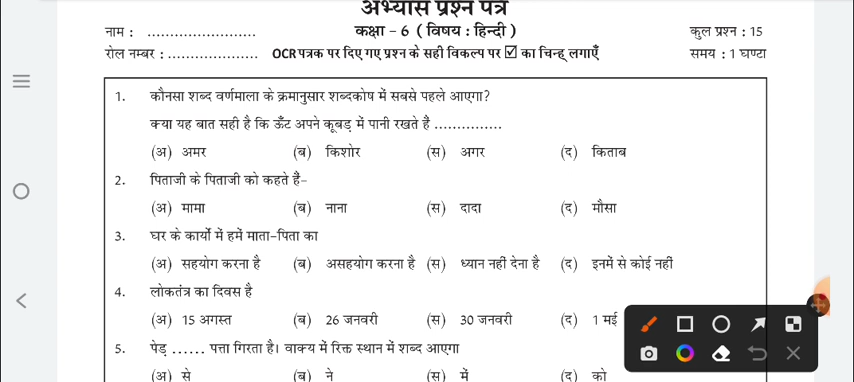 अभ्यास प्रश्न पत्र
कक्षा - 6 ( विषय : हिन्दी )
नाम : ........................ कुल प्रश्न : 15
रोल नम्बर : .................... OCR पत्रक पर दिए गए प्रश्न के सही विकल्प पर ☑ का चिन्ह् लगाएँ समय : 1 घण्टा
1. कौनसा शब्द वर्णमाला के क्रमानुसार शब्दकोष में सबसे पहले आएगा?
क्या यह बात सही है कि ऊँट अपने कूबड़ में पानी रखते हैं ...............
(अ) अमर (ब) किशोर (स) अगर (द) किताब
2. पिताजी के पिताजी को कहते हैं-
(अ) मामा (ब) नाना (स) दादा (द) मौसा
3. घर के कार्यो में हमें माता-पिता का
(अ) सहयोग करना है (ब) असहयोग करना है (स) ध्यान नहीं देना है (द) इनमें से कोई नहीं
4. लोकतंत्र का दिवस है
(अ) 15 अगस्त (ब) 26 जनवरी (स) 30 जनवरी (द) 1 मई
5. पेड़ ...... पत्ता गिरता है। वाक्य में रिक्त स्थान में शब्द आएगा
(अ) से (ब) ने (स) में (द) को